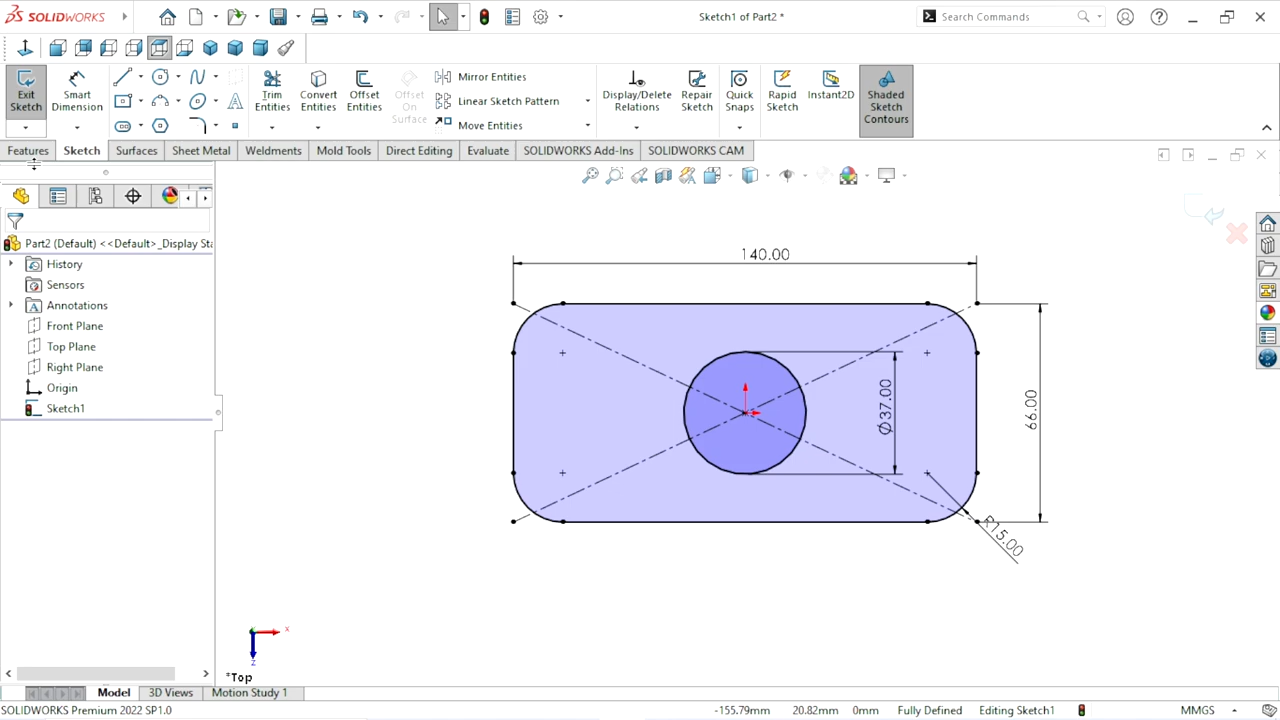 SOLIDWORKS
Sketch1 of Part2 *
Search Commands
Exit Sketch
Smart Dimension
Trim Entities
Convert Entities
Offset Entities
Offset On Surface
Mirror Entities
Linear Sketch Pattern
Move Entities
Display/Delete Relations
Repair Sketch
Quick Snaps
Rapid Sketch
Instant2D
Shaded Sketch Contours
Features
Sketch
Surfaces
Sheet Metal
Weldments
Mold Tools
Direct Editing
Evaluate
SOLIDWORKS Add-Ins
SOLIDWORKS CAM
Part2 (Default) <<Default>_Display Sta
History
Sensors
Annotations
Front Plane
Top Plane
Right Plane
Origin
Sketch1
140.00
66.00
Ø37.00
R15.00
x
z
*Top
Model
3D Views
Motion Study 1
SOLIDWORKS Premium 2022 SP1.0
-155.79mm
20.82mm
0mm
Fully Defined
Editing Sketch1
MMGS